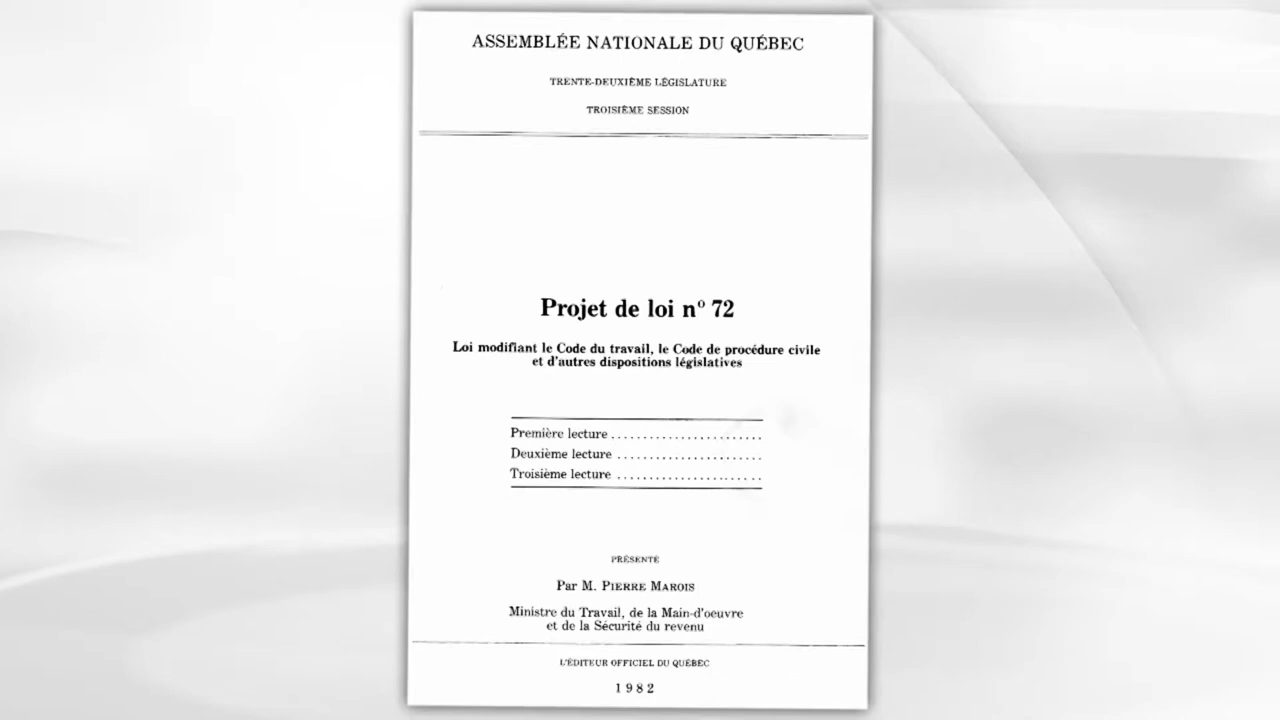 ASSEMBLÉE NATIONALE DU QUÉBEC
TRENTE-DEUXIÈME LÉGISLATURE
TROISIÈME SESSION
Projet de loi nº 72
Loi modifiant le Code du travail, le Code de procédure civile
et d'autres dispositions législatives
Première lecture ........................
Deuxième lecture .......................
Troisième lecture .......................
PRÉSENTÉ
Par M. PIERRE MAROIS
Ministre du Travail, de la Main-d'oeuvre
et de la Sécurité du revenu
L'ÉDITEUR OFFICIEL DU QUÉBEC
1982